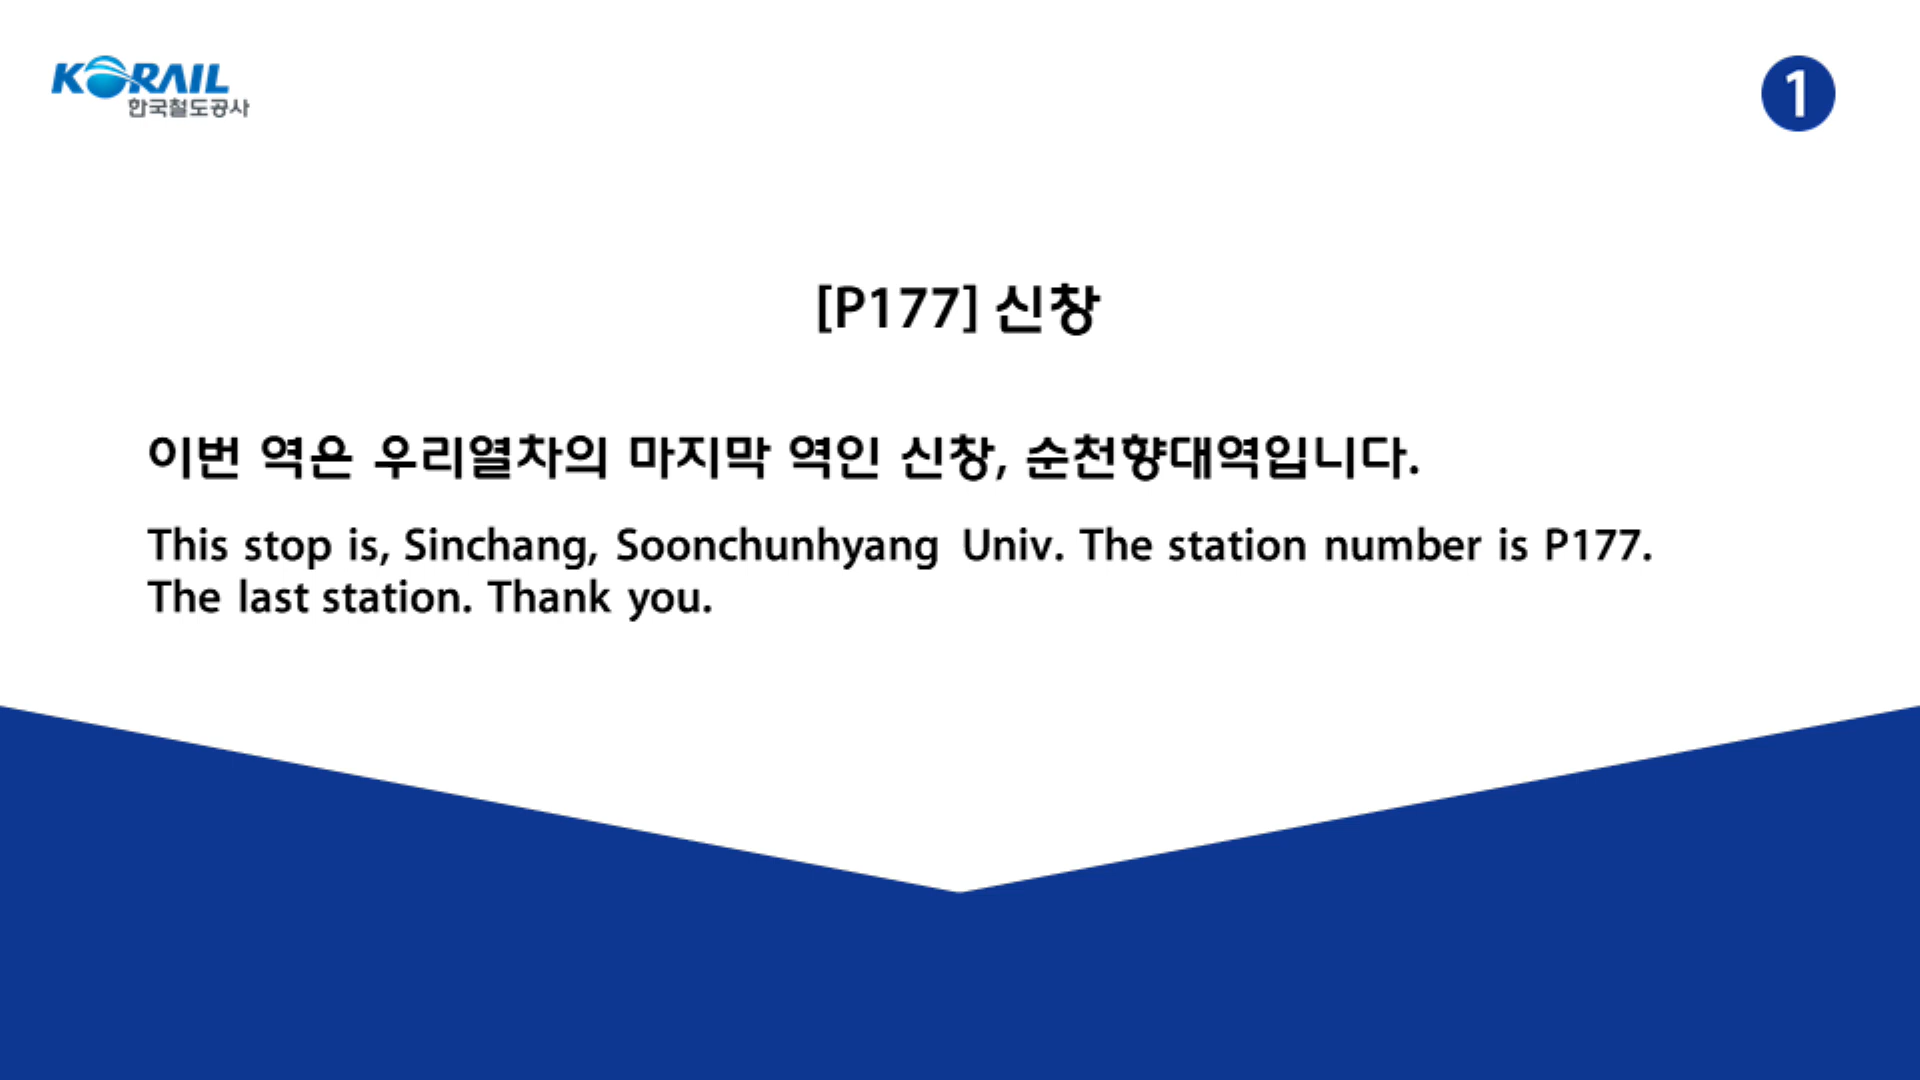 KORAIL
한국철도공사
1
[P177] 신창
이번 역은 우리열차의 마지막 역인 신창, 순천향대역입니다.
This stop is, Sinchang, Soonchunhyang Univ. The station number is P177.
The last station. Thank you.